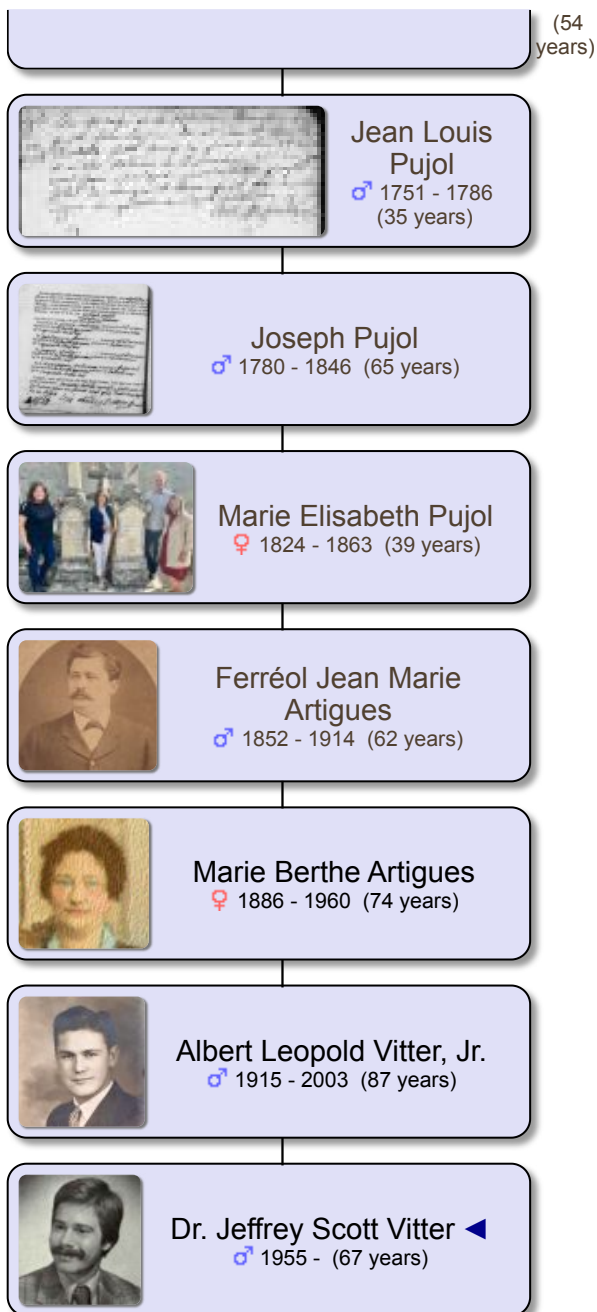 (54
years)
Jean Louis
Pujol
♂ 1751 - 1786
(35 years)
Joseph Pujol
♂ 1780 - 1846 (65 years)
Marie Elisabeth Pujol
♀ 1824 - 1863 (39 years)
Ferréol Jean Marie
Artigues
♂ 1852 - 1914 (62 years)
Marie Berthe Artigues
♀ 1886 - 1960 (74 years)
Albert Leopold Vitter, Jr.
♂ 1915 - 2003 (87 years)
Dr. Jeffrey Scott Vitter ◄
♂ 1955 - (67 years)